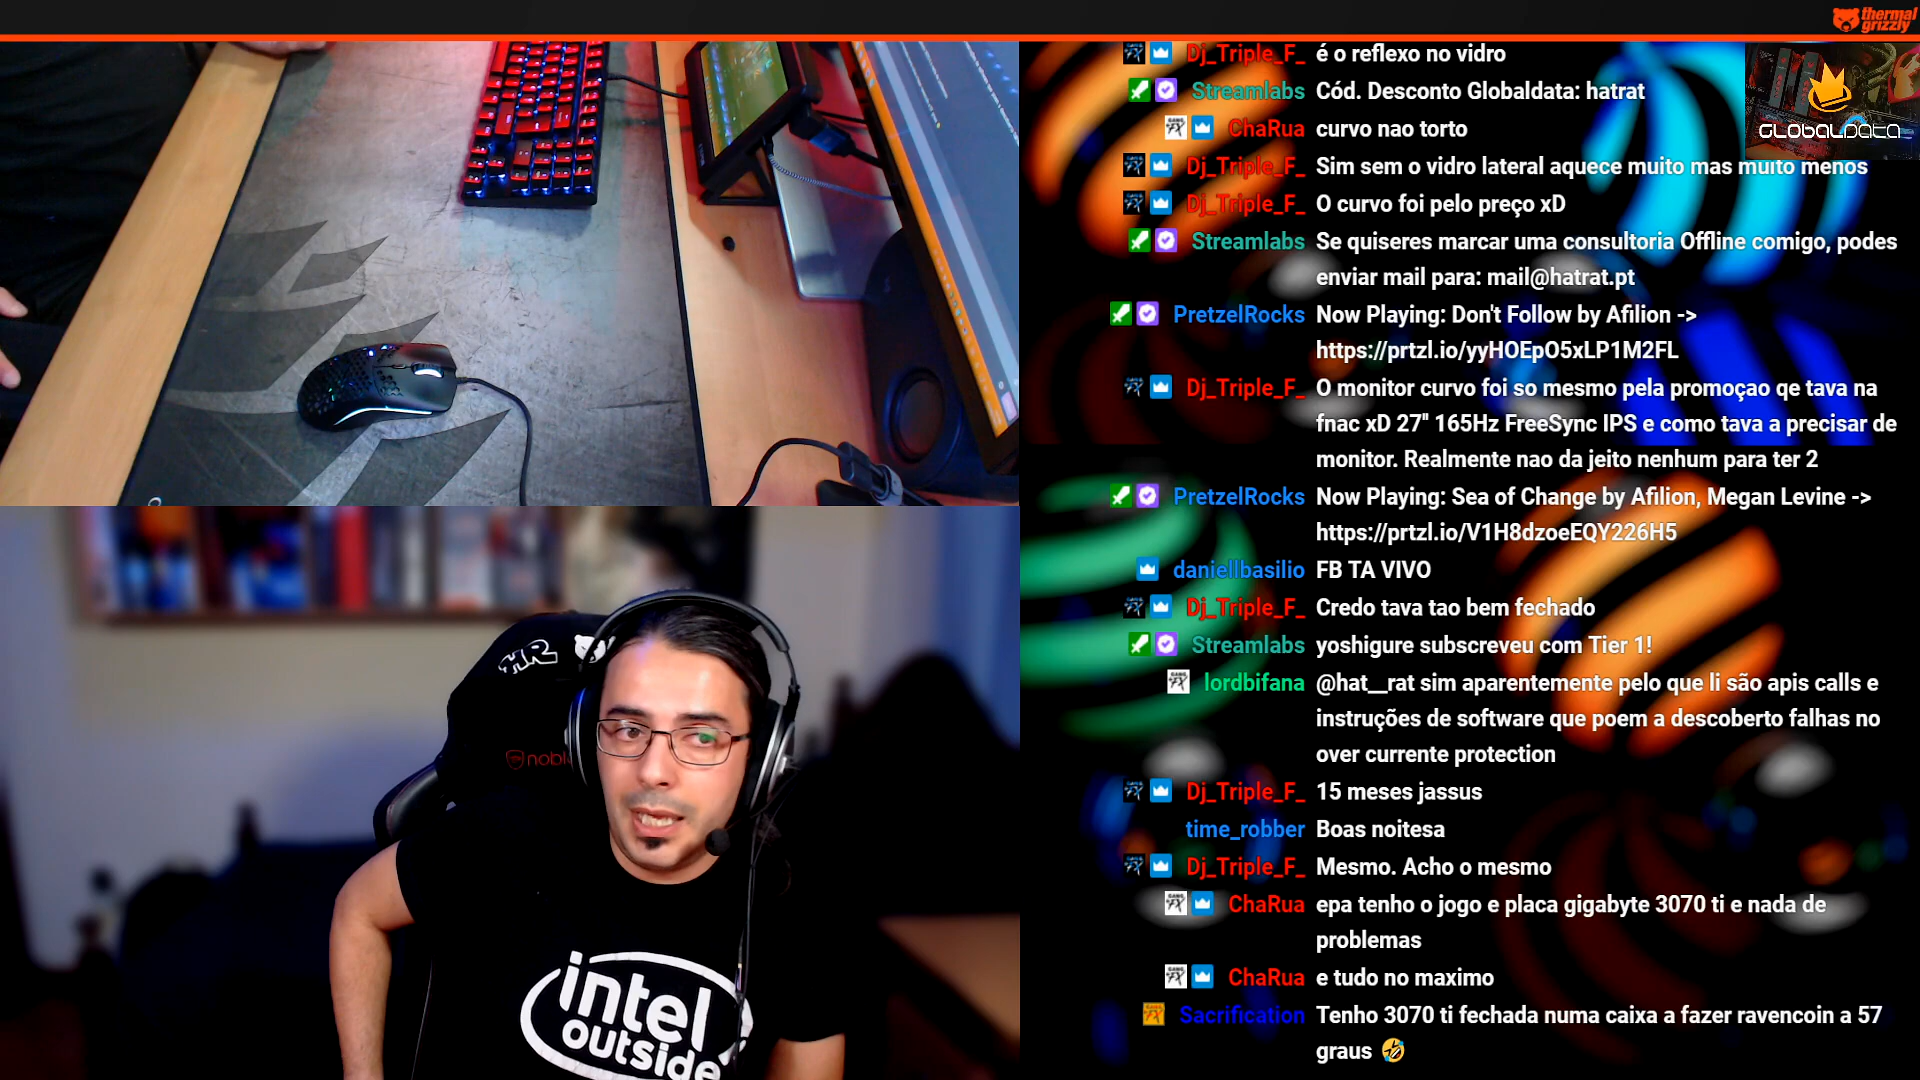 thermal
grizzly
Dj_Triple_F_ é o reflexo no vidro
Streamlabs Cód. Desconto Globaldata: hatrat
GLOBALDATA
ChaRua curvo nao torto
Dj_Triple_F_ Sim sem o vidro lateral aquece muito mas muito menos
Dj_Triple_F_ O curvo foi pelo preço xD
Streamlabs Se quiseres marcar uma consultoria Offline comigo, podes
enviar mail para: mail@hatrat.pt
PretzelRocks Now Playing: Don't Follow by Afilion ->
https://prtzl.io/yyHOEpO5xLP1M2FL
Dj_Triple_F_ O monitor curvo foi so mesmo pela promoçao qe tava na
fnac xD 27" 165Hz FreeSync IPS e como tava a precisar de
monitor. Realmente nao da jeito nenhum para ter 2
PretzelRocks Now Playing: Sea of Change by Afilion, Megan Levine ->
https://prtzl.io/V1H8dzoeEQY226H5
daniellbasilio FB TA VIVO
Dj_Triple_F_ Credo tava tao bem fechado
Streamlabs yoshigure subscreveu com Tier 1!
lordbifana @hat__rat sim aparentemente pelo que li são apis calls e
instruções de software que poem a descoberto falhas no
over current protection
Dj_Triple_F_ 15 meses jassus
time_robber Boas noitesa
Dj_Triple_F_ Mesmo. Acho o mesmo
ChaRua epa tenho o jogo e placa gigabyte 3070 ti e nada de
problemas
ChaRua e tudo no maximo
Sacrification Tenho 3070 ti fechada numa caixa a fazer ravencoin a 57
graus 🤣
HR
noble
intel
outside